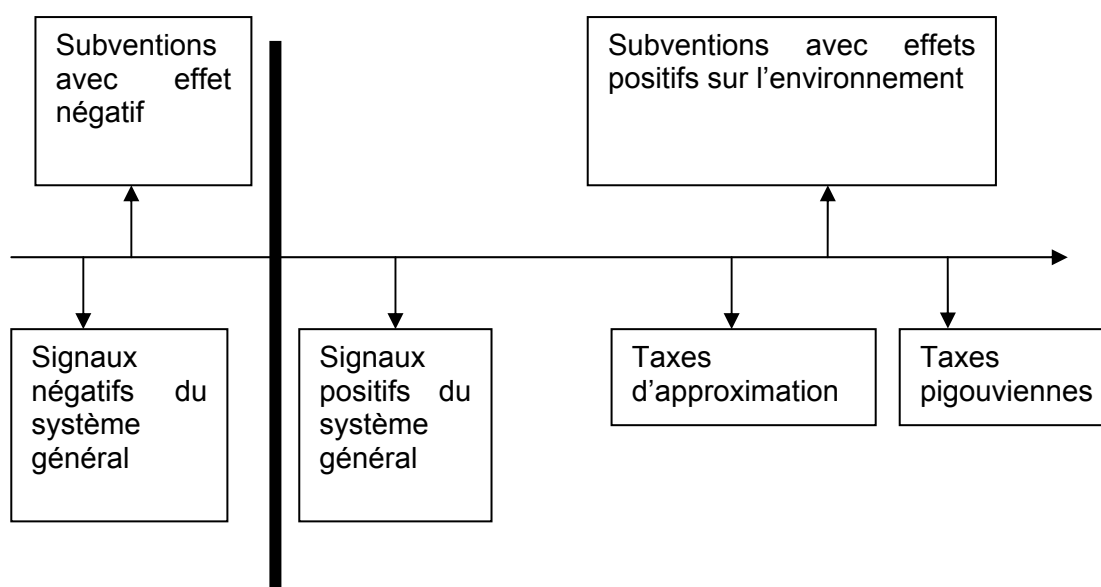 Subventions
avec effet
négatif
Subventions avec effets
positifs sur l’environnement
Signaux
négatifs du
système
général
Signaux
positifs du
système
général
Taxes
d’approximation
Taxes
pigouviennes